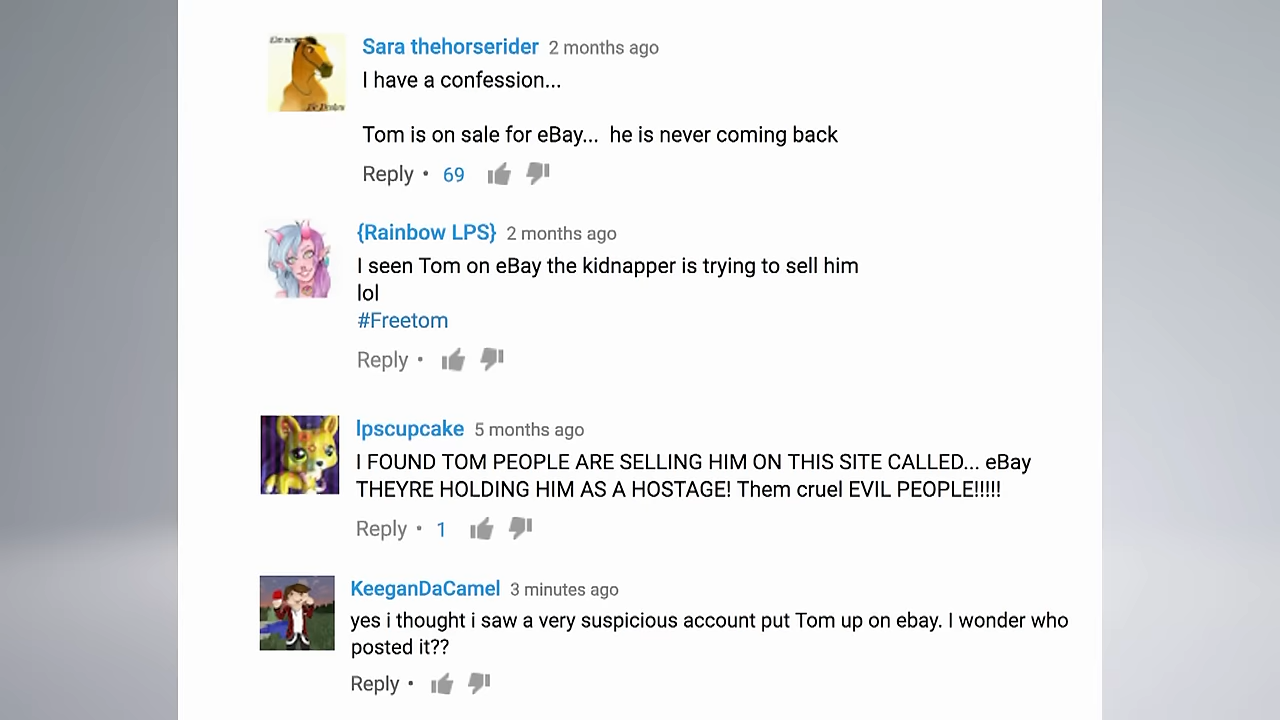 Sara thehorserider 2 months ago
I have a confession...
Tom is on sale for eBay... he is never coming back
Reply • 69
{Rainbow LPS} 2 months ago
I seen Tom on eBay the kidnapper is trying to sell him
lol
#Freetom
Reply •
lpscupcake 5 months ago
I FOUND TOM PEOPLE ARE SELLING HIM ON THIS SITE CALLED... eBay
THEYRE HOLDING HIM AS A HOSTAGE! Them cruel EVIL PEOPLE!!!!!
Reply • 1
KeeganDaCamel 3 minutes ago
yes i thought i saw a very suspicious account put Tom up on ebay. I wonder who
posted it??
Reply •